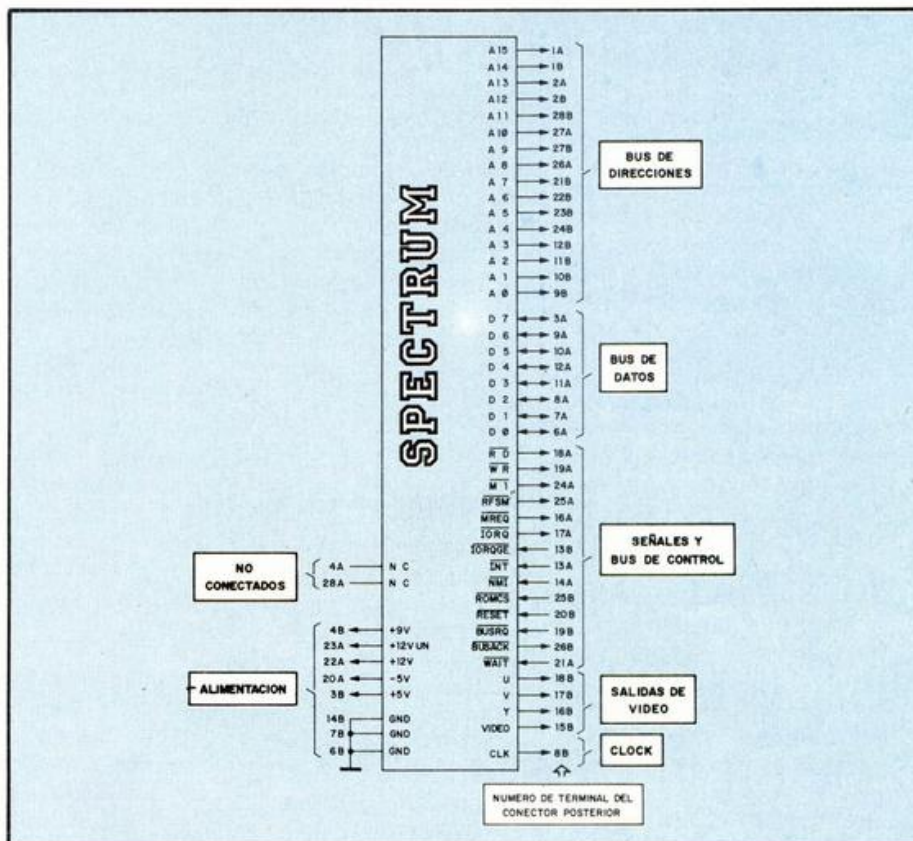 SPECTRUM
A15 1A
A14 1B
A13 2A
A12 2B
A11 28B
A10 27A
A 9 27B
A 8 26A
A 7 21B
A 6 22B
A 5 23B
A 4 24B
A 3 12B
A 2 11B
A 1 10B
A 0 9B
BUS DE
DIRECCIONES
D 7 3A
D 6 9A
D 5 10A
D 4 12A
D 3 11A
D 2 8A
D 1 7A
D 0 6A
BUS DE
DATOS
R D 18A
W R 19A
M 1 24A
RFSM 25A
MREQ 16A
IORQ 17A
IORQGE 13B
INT 13A
NMI 14A
ROMCS 25B
RESET 20B
BUSRQ 19B
BUSACK 26B
WAIT 21A
SEÑALES Y
BUS DE CONTROL
U 18B
V 17B
Y 16B
VIDEO 15B
SALIDAS DE
VIDEO
CLK 8B
CLOCK
NUMERO DE TERMINAL DEL
CONECTOR POSTERIOR
NO
CONECTADOS
4A N C
28A N C
ALIMENTACION
4B +9V
23A +12V UN
22A +12V
20A -5V
3B +5V
14B GND
7B GND
6B GND